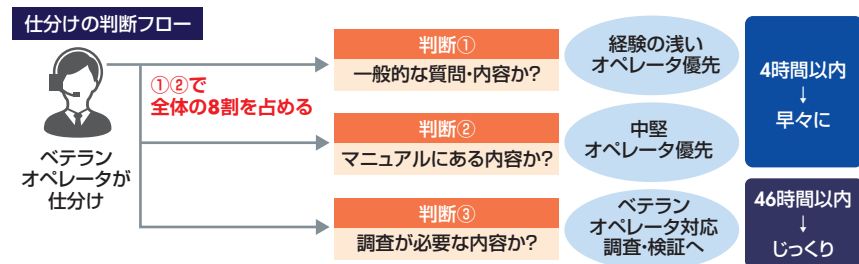 仕分けの判断フロー
ベテラン
オペレータが
仕分け
①②で
全体の8割を占める
判断①
一般的な質問・内容か?
経験の浅い
オペレータ優先
判断②
マニュアルにある内容か?
中堅
オペレータ優先
4時間以内
↓
早々に
判断③
調査が必要な内容か?
ベテラン
オペレータ対応
調査・検証へ
46時間以内
↓
じっくり